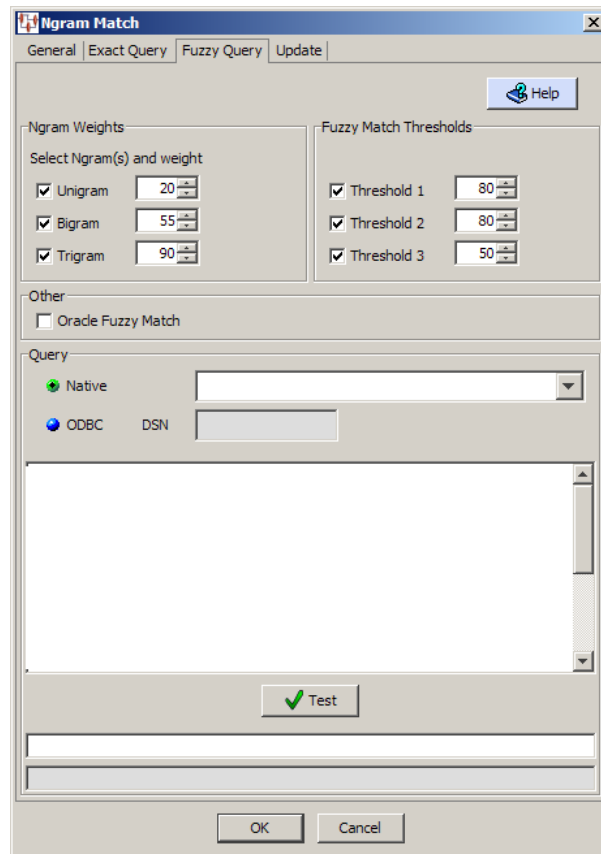 Ngram Match
General Exact Query Fuzzy Query Update
Help
Ngram Weights
Select Ngram(s) and weight
Unigram 20
Bigram 55
Trigram 90
Fuzzy Match Thresholds
Threshold 1 80
Threshold 2 80
Threshold 3 50
Other
Oracle Fuzzy Match
Query
Native
ODBC DSN
Test
OK Cancel